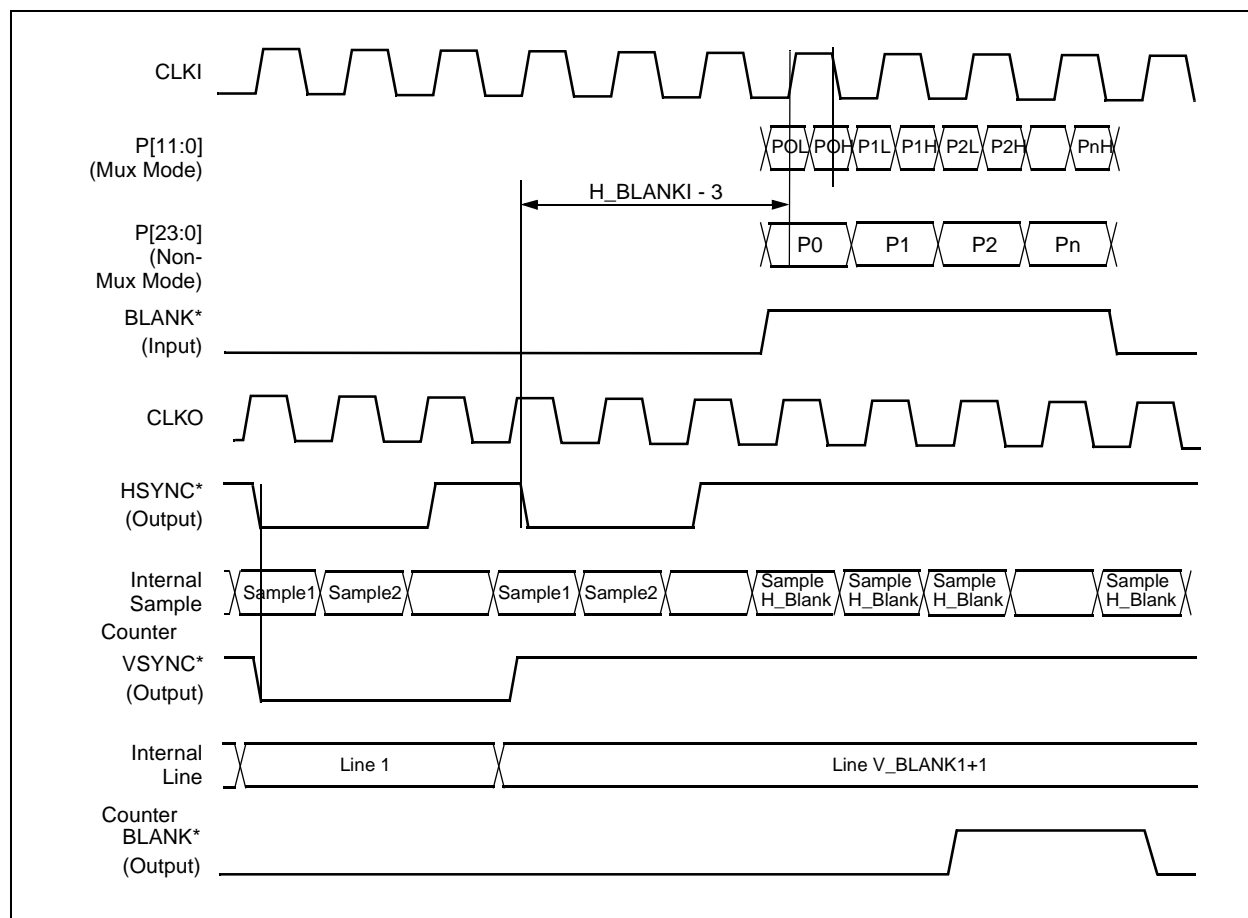 CLKI
P[11:0]
(Mux Mode)
POL POH P1L P1H P2L P2H PnH
H_BLANKI - 3
P[23:0]
(Non-
Mux Mode)
P0 P1 P2 Pn
BLANK*
(Input)
CLKO
HSYNC*
(Output)
Internal
Sample
Counter
Sample1 Sample2 Sample1 Sample2 Sample H_Blank Sample H_Blank Sample H_Blank Sample H_Blank
VSYNC*
(Output)
Internal
Line
Counter
Line 1 Line V_BLANK1+1
BLANK*
(Output)